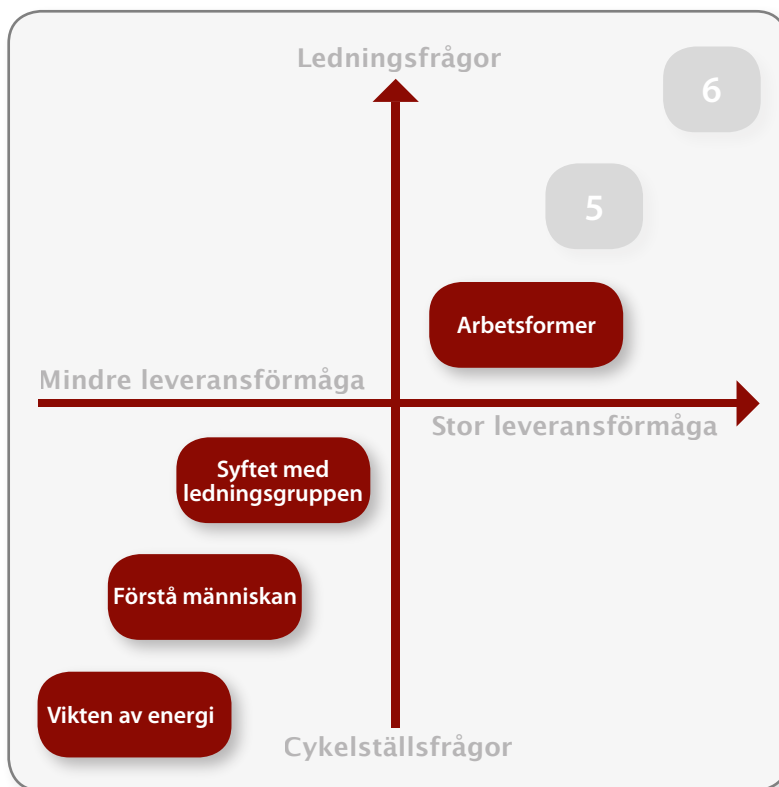 Ledningsfrågor
6
5
Arbetsformer
Mindre leveransförmåga
Stor leveransförmåga
Syftet med
ledningsgruppen
Förstå människan
Vikten av energi
Cykelställsfrågor